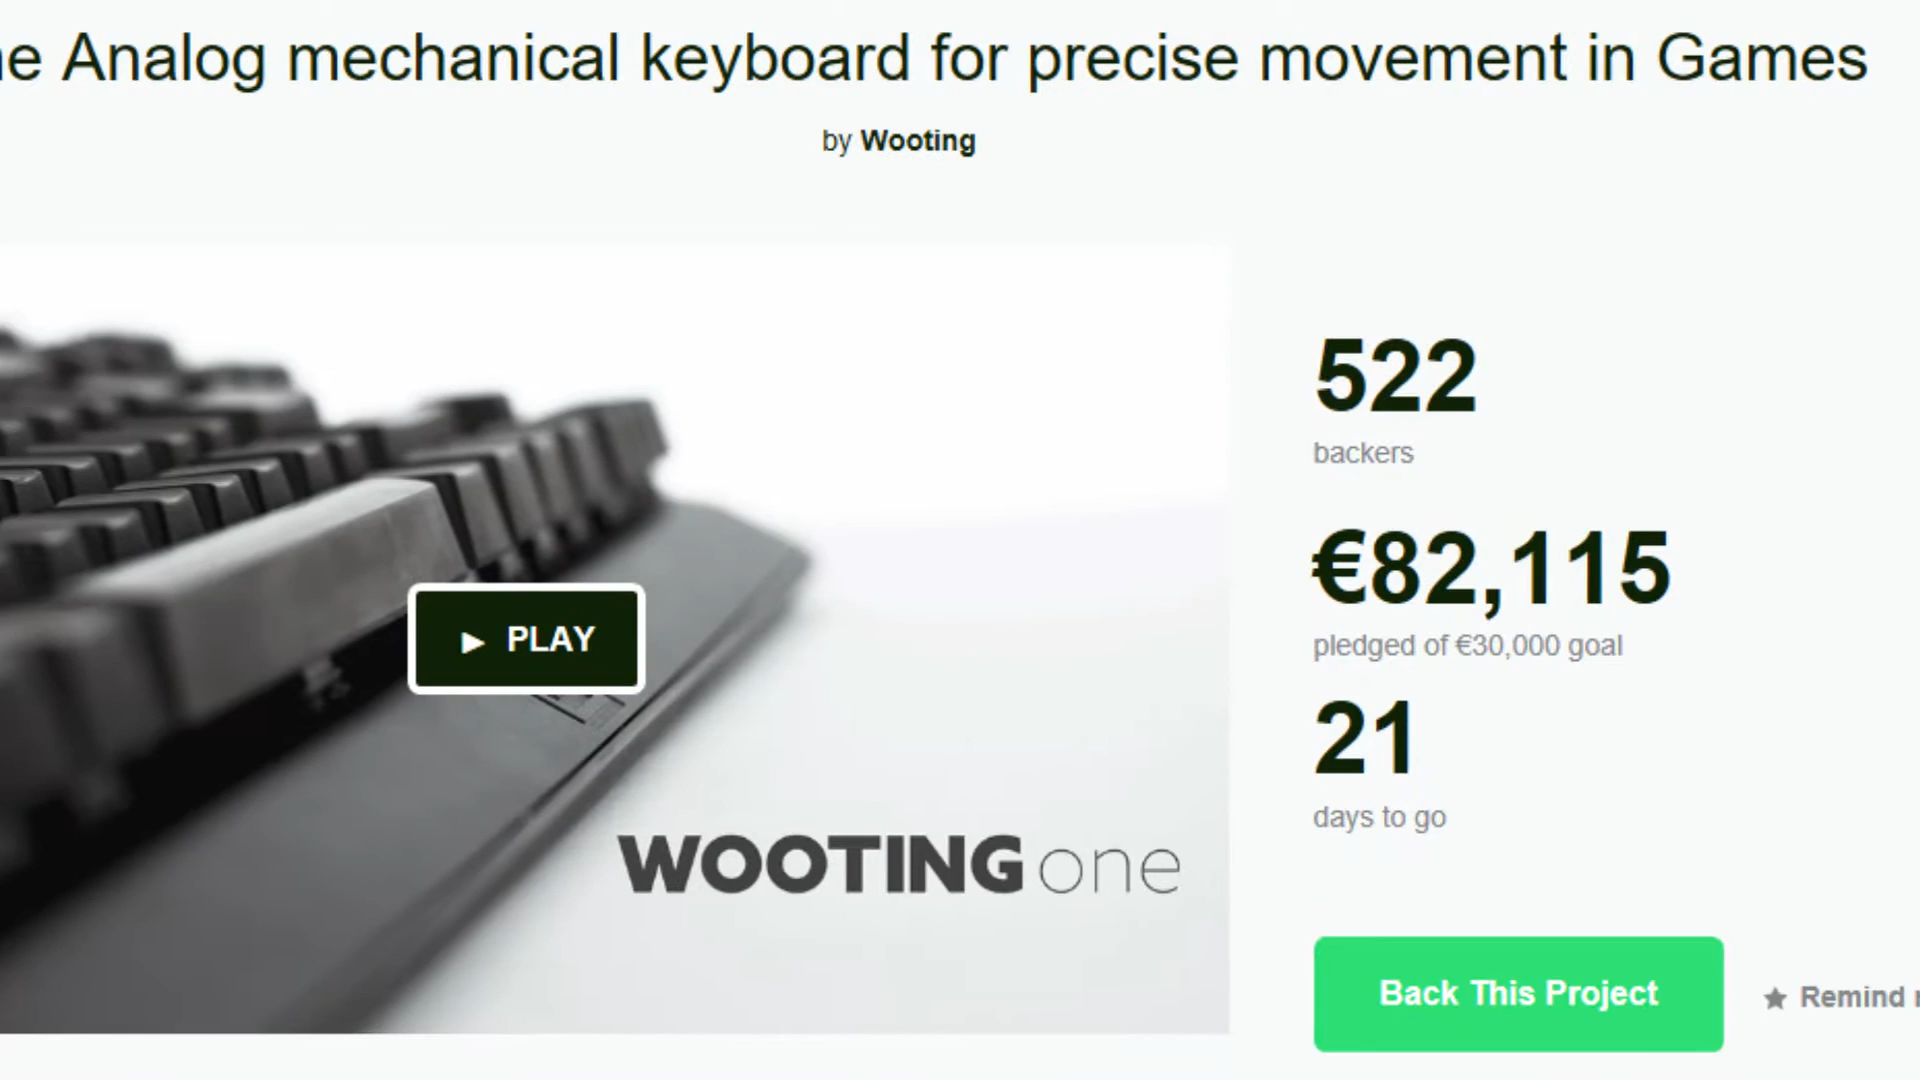 Analog mechanical keyboard for precise movement in Games
by Wooting
522
backers
€82,115
pledged of €30,000 goal
21
days to go
▶ PLAY
WOOTING one
Back This Project
★ Remind